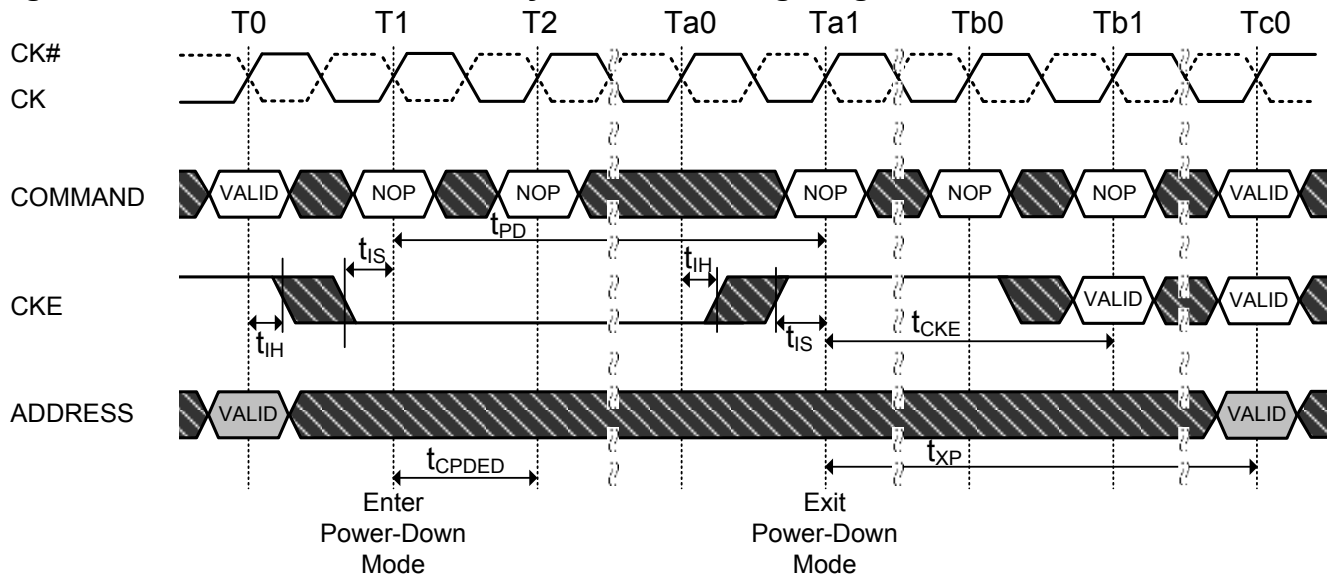 T0 T1 T2 Ta0 Ta1 Tb0 Tb1 Tc0
CK#
CK
COMMAND VALID NOP NOP NOP NOP NOP VALID
tPD
tIS tIH
CKE VALID VALID
tIH tIS tCKE
ADDRESS VALID VALID
tCPDED tXP
Enter
Power-Down
Mode
Exit
Power-Down
Mode